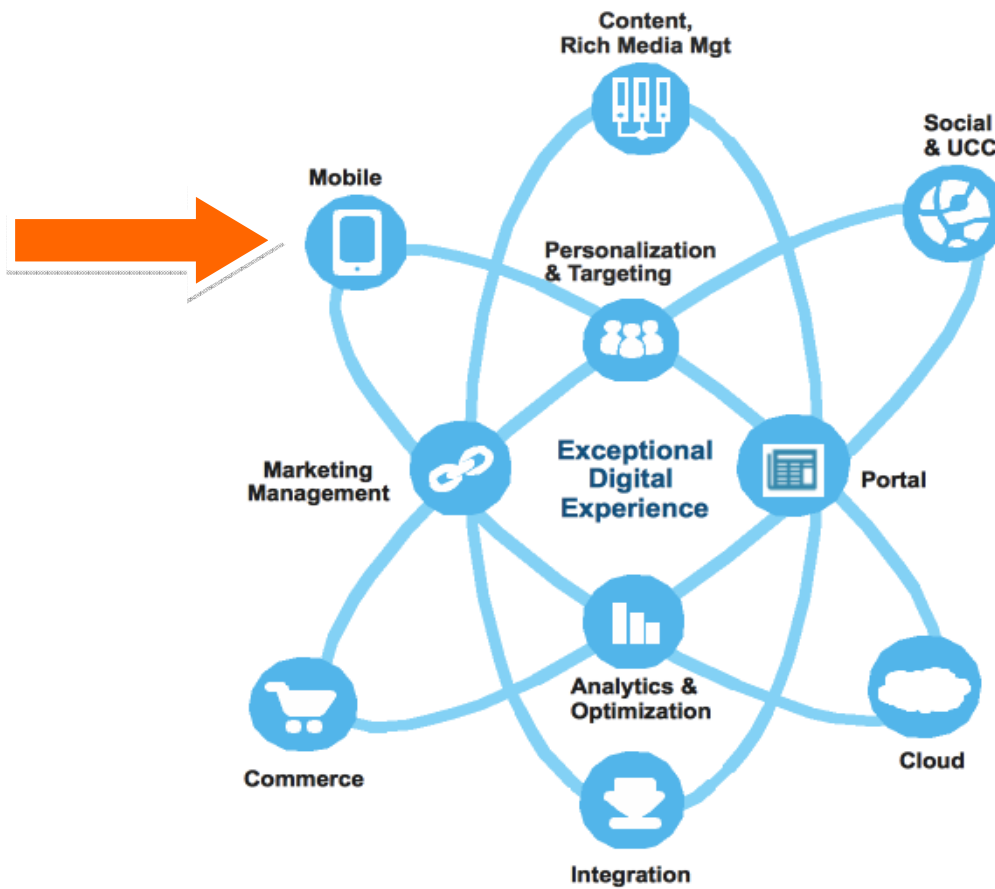 Content,
Rich Media Mgt
Social
& UCC
Mobile
Personalization
& Targeting
Exceptional
Digital
Experience
Marketing
Management
Portal
Analytics &
Optimization
Cloud
Commerce
Integration